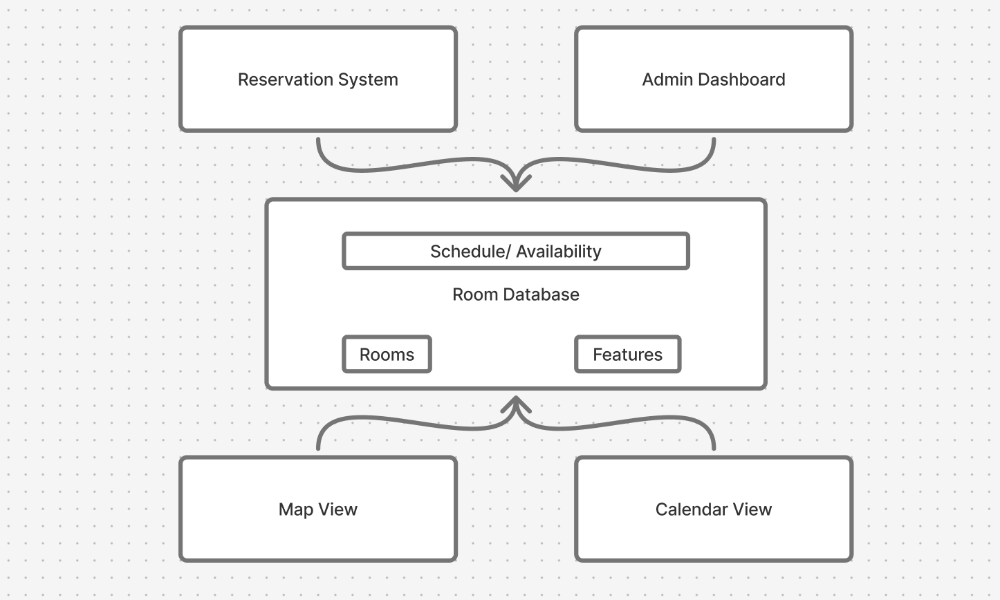 Reservation System
Admin Dashboard
Schedule/ Availability
Room Database
Rooms
Features
Map View
Calendar View